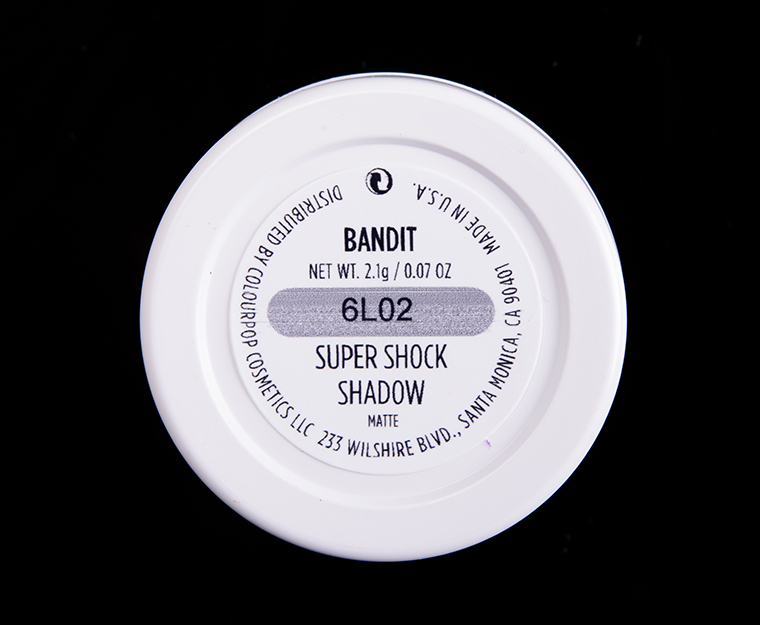 BANDIT
NET WT. 2.1g / 0.07 OZ
6L02
SUPER SHOCK
SHADOW
MATTE
DISTRIBUTED BY COLOURPOP COSMETICS LLC 233 WILSHIRE BLVD., SANTA MONICA, CA 90401 MADE IN U.S.A.